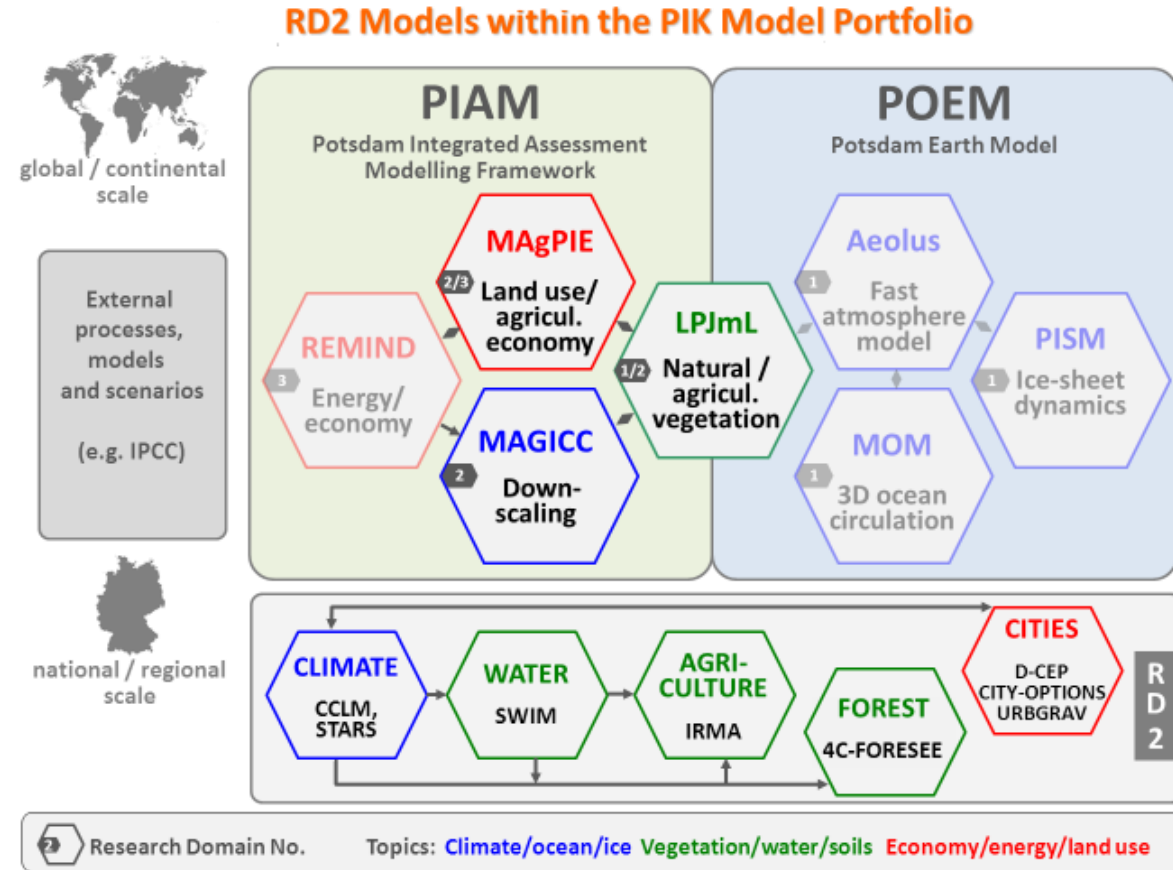 RD2 Models within the PIK Model Portfolio
global / continental
scale
PIAM
Potsdam Integrated Assessment
Modelling Framework
POEM
Potsdam Earth Model
External
processes,
models
and scenarios
(e.g. IPCC)
MAgPIE
2/3
Land use/
agricul.
economy
REMIND
3
Energy/
economy
MAGICC
2
Down-
scaling
LPJmL
1/2
Natural /
agricul.
vegetation
Aeolus
1
Fast
atmosphere
model
PISM
1
Ice-sheet
dynamics
MOM
1
3D ocean
circulation
national / regional
scale
CLIMATE
CCLM,
STARS
WATER
SWIM
AGRI-
CULTURE
IRMA
FOREST
4C-FORESEE
CITIES
D-CEP
CITY-OPTIONS
URBGRAV
R
D
2
2 Research Domain No. Topics: Climate/ocean/ice Vegetation/water/soils Economy/energy/land use